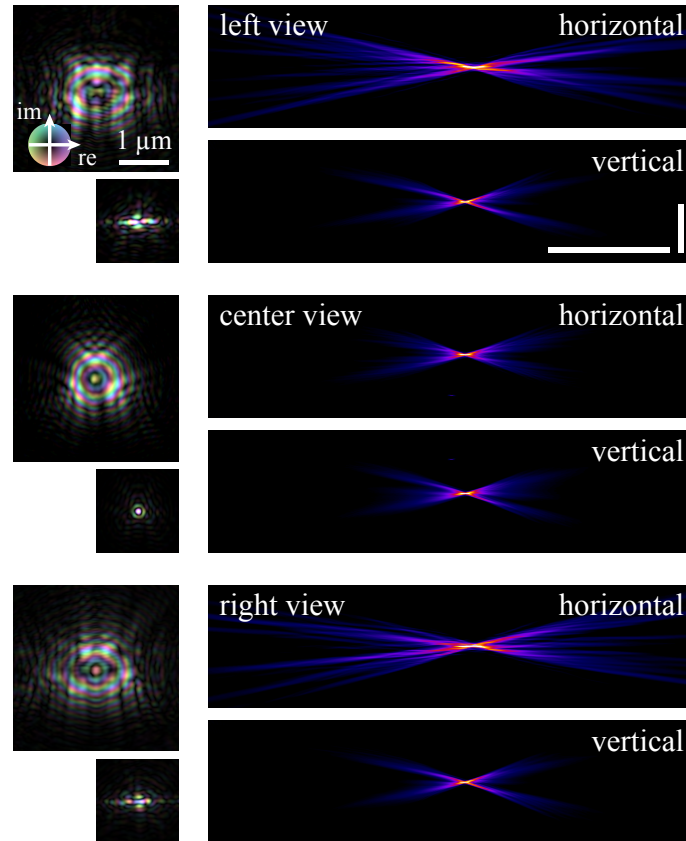 left view
horizontal
im
re
1 µm
vertical
center view
horizontal
vertical
right view
horizontal
vertical